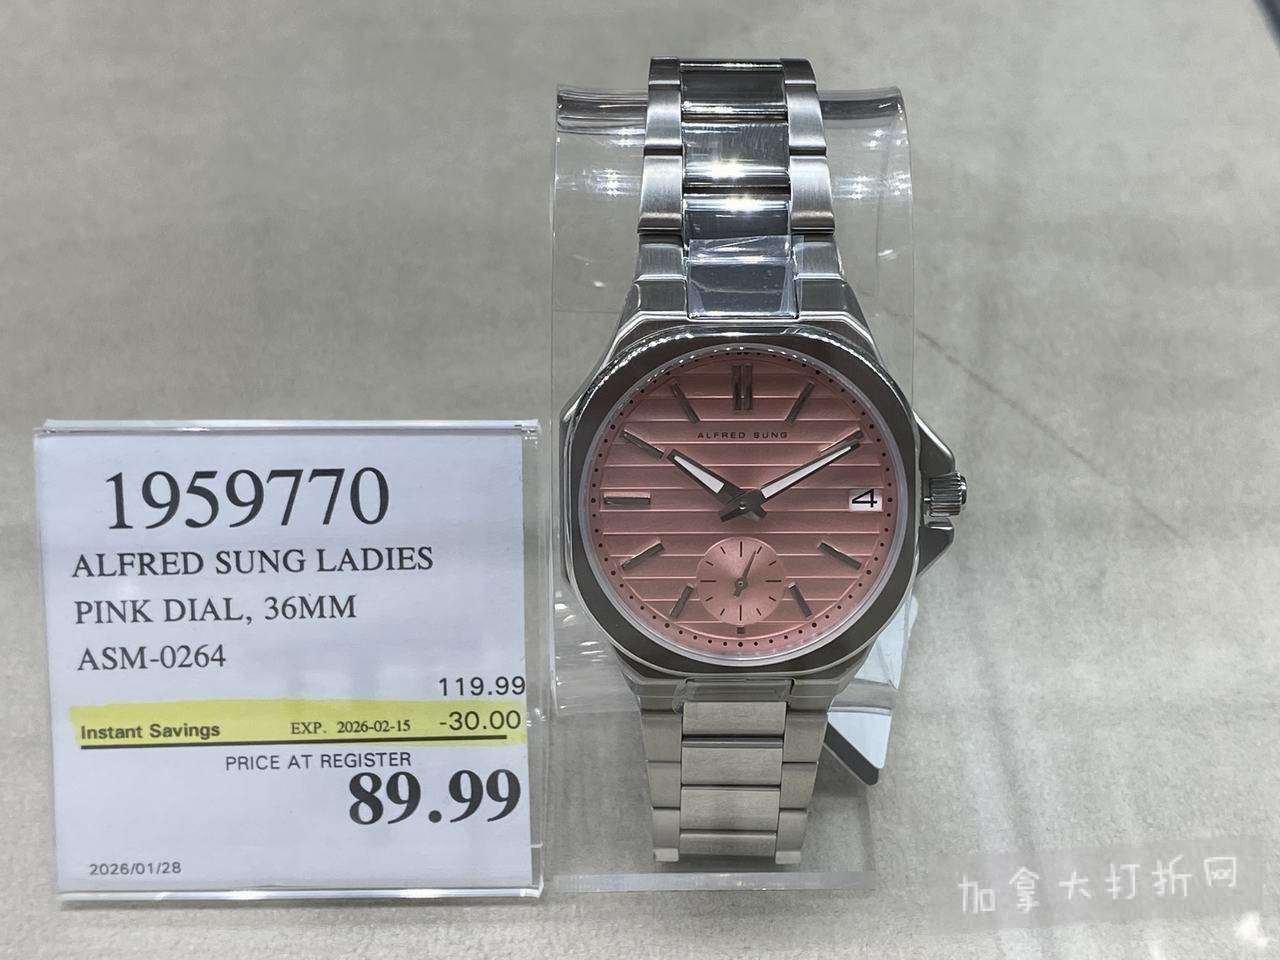 1959770
ALFRED SUNG LADIES
PINK DIAL, 36MM
ASM-0264
119.99
Instant Savings EXP. 2026-02-15 -30.00
PRICE AT REGISTER
89.99
2026/01/28
ALFRED SUNG
4
加拿大打折网